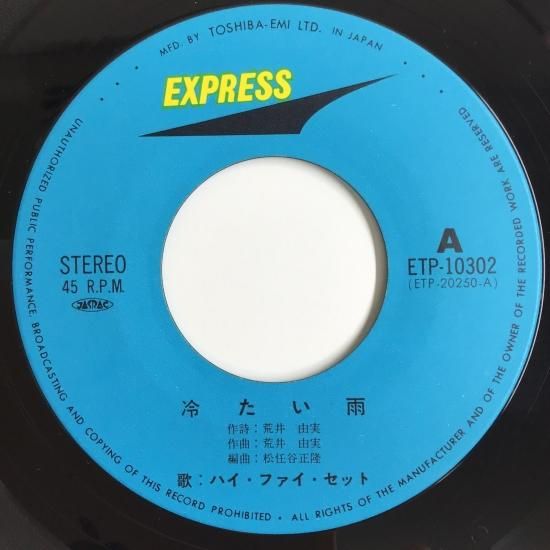 MFD. BY TOSHIBA-EMI LTD. IN JAPAN
EXPRESS
STEREO
45 R.P.M.
JASRAC
A
ETP-10302
(ETP-20250-A)
冷たい雨
作詩：荒井 由実
作曲：荒井 由実
編曲：松任谷正隆
歌：ハイ・ファイ・セット
UNAUTHORIZED PUBLIC PERFORMANCE, BROADCASTING AND COPYING OF THIS RECORD PROHIBITED • ALL RIGHTS OF THE MANUFACTURER AND OF THE OWNER OF THE RECORDED WORK ARE RESERVED